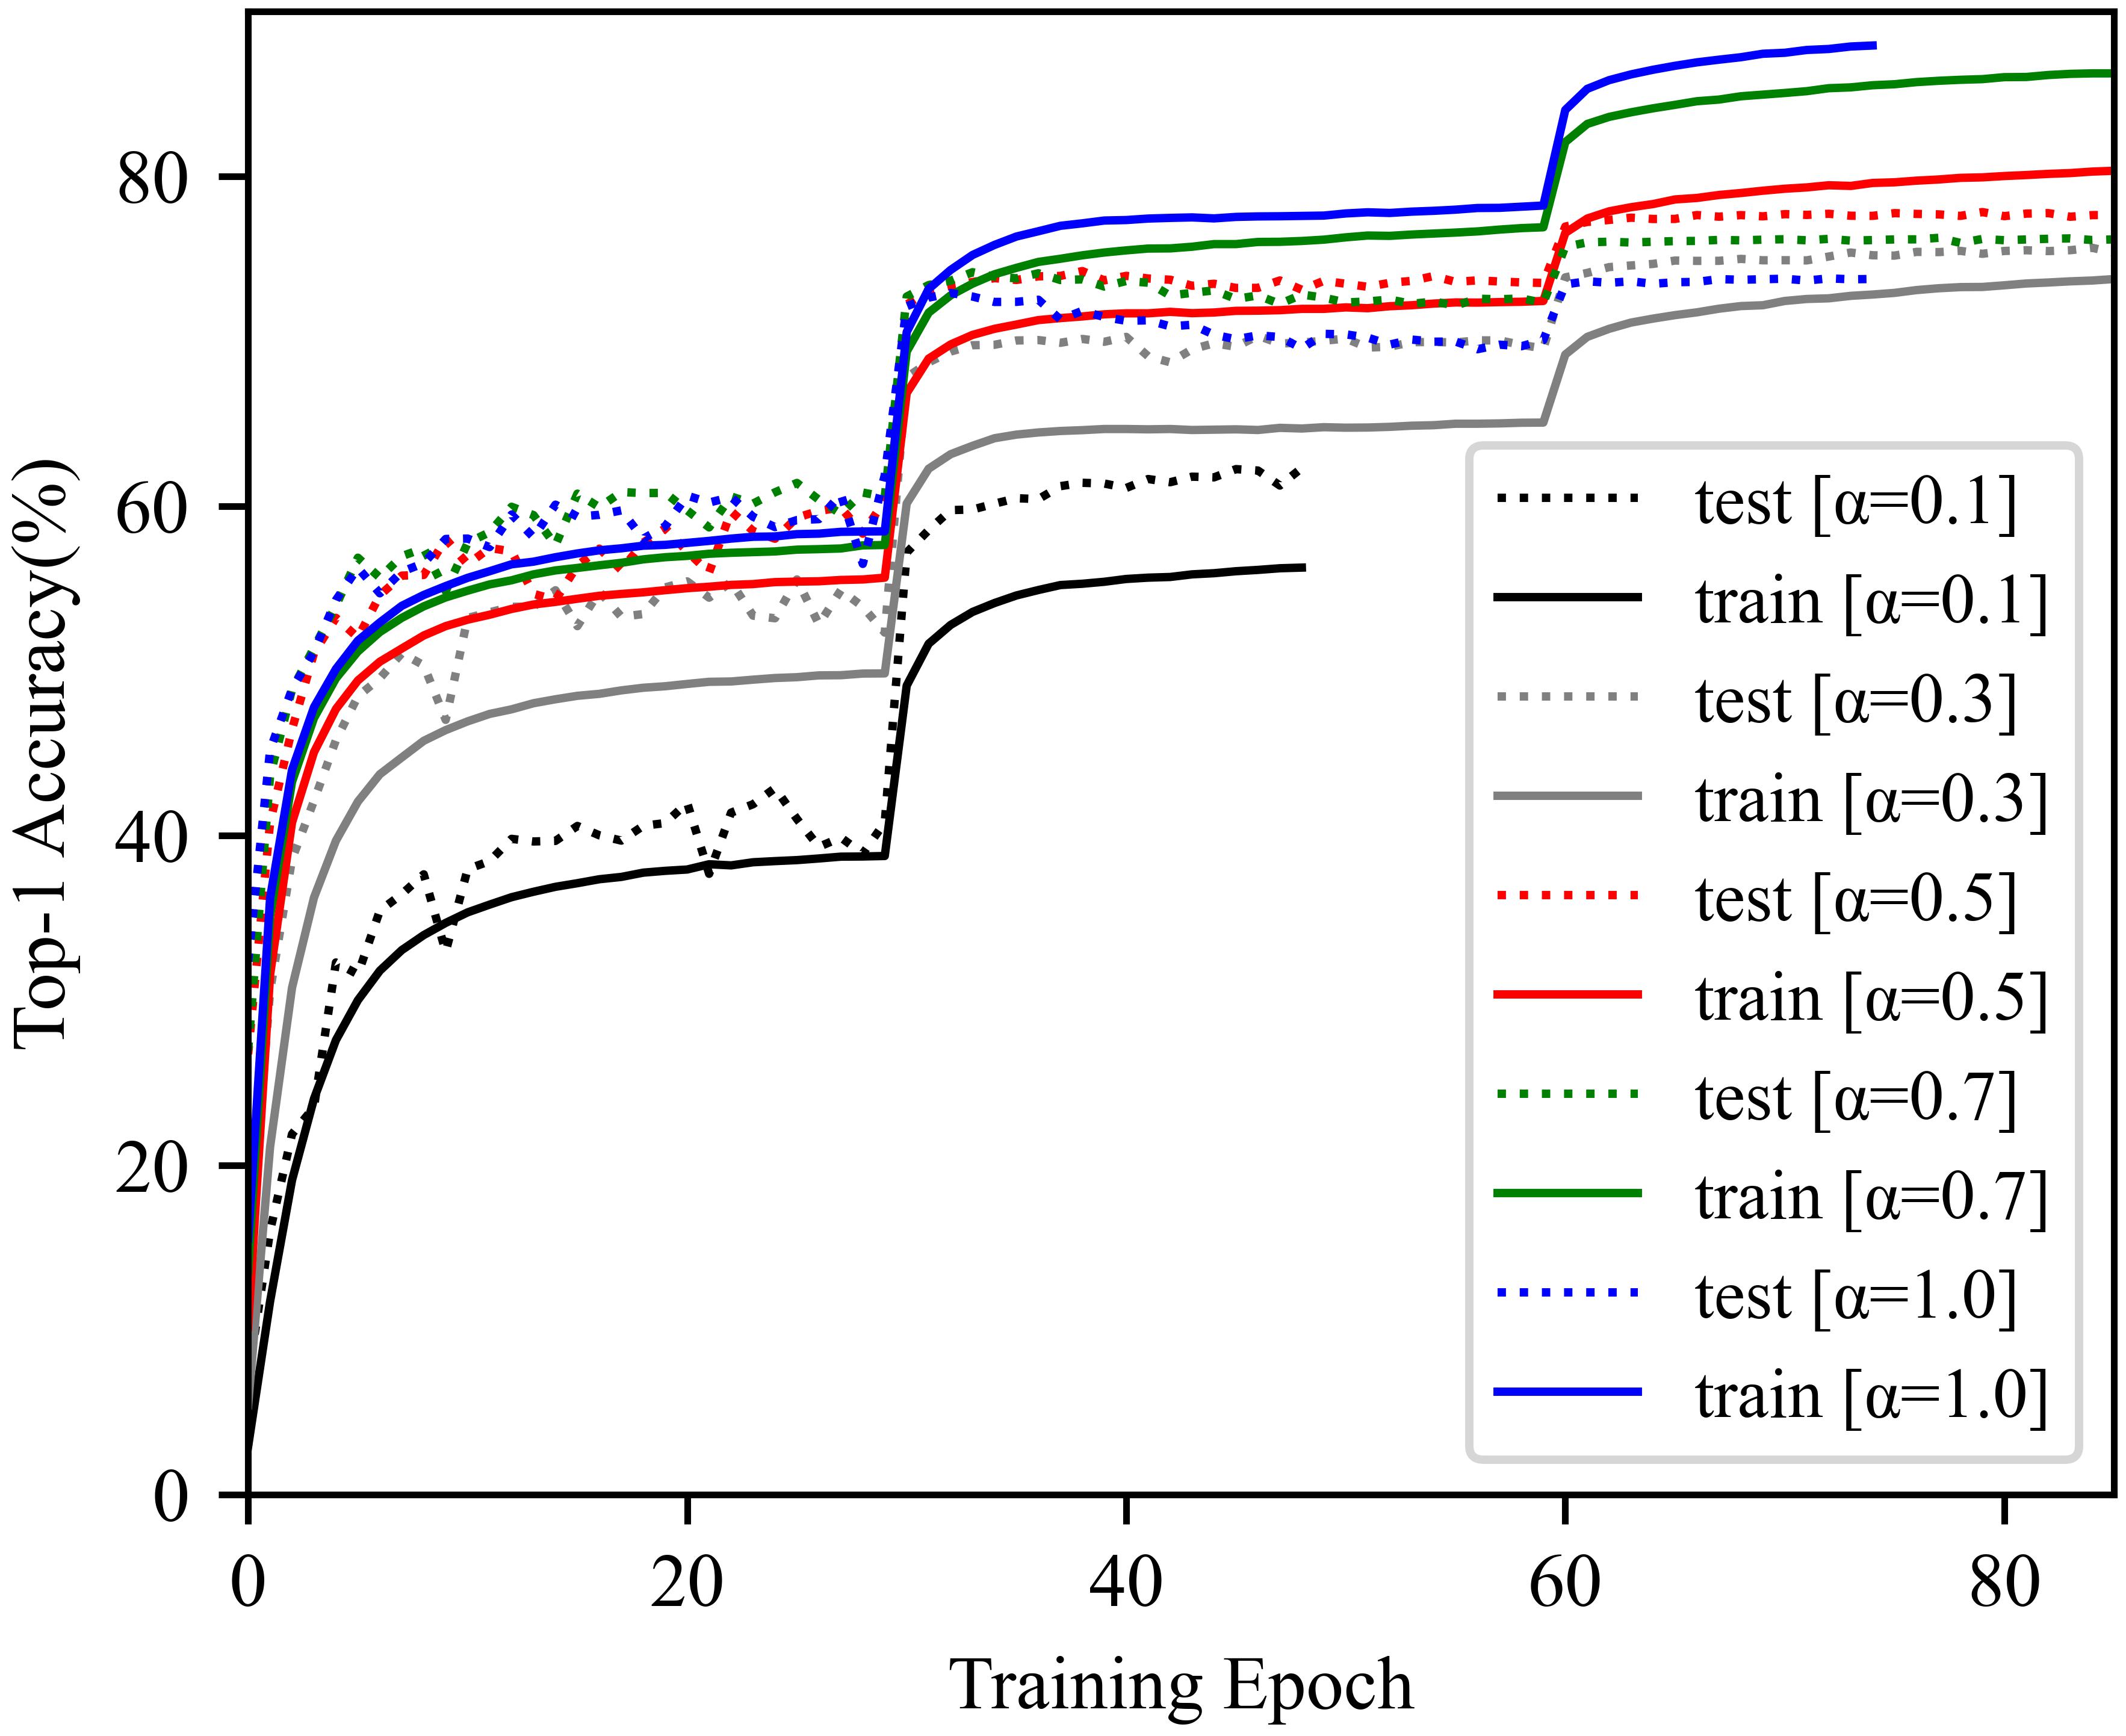 Top-1 Accuracy(%)
80
60
40
20
0
0 20 40 60 80
Training Epoch
test [α=0.1]
train [α=0.1]
test [α=0.3]
train [α=0.3]
test [α=0.5]
train [α=0.5]
test [α=0.7]
train [α=0.7]
test [α=1.0]
train [α=1.0]